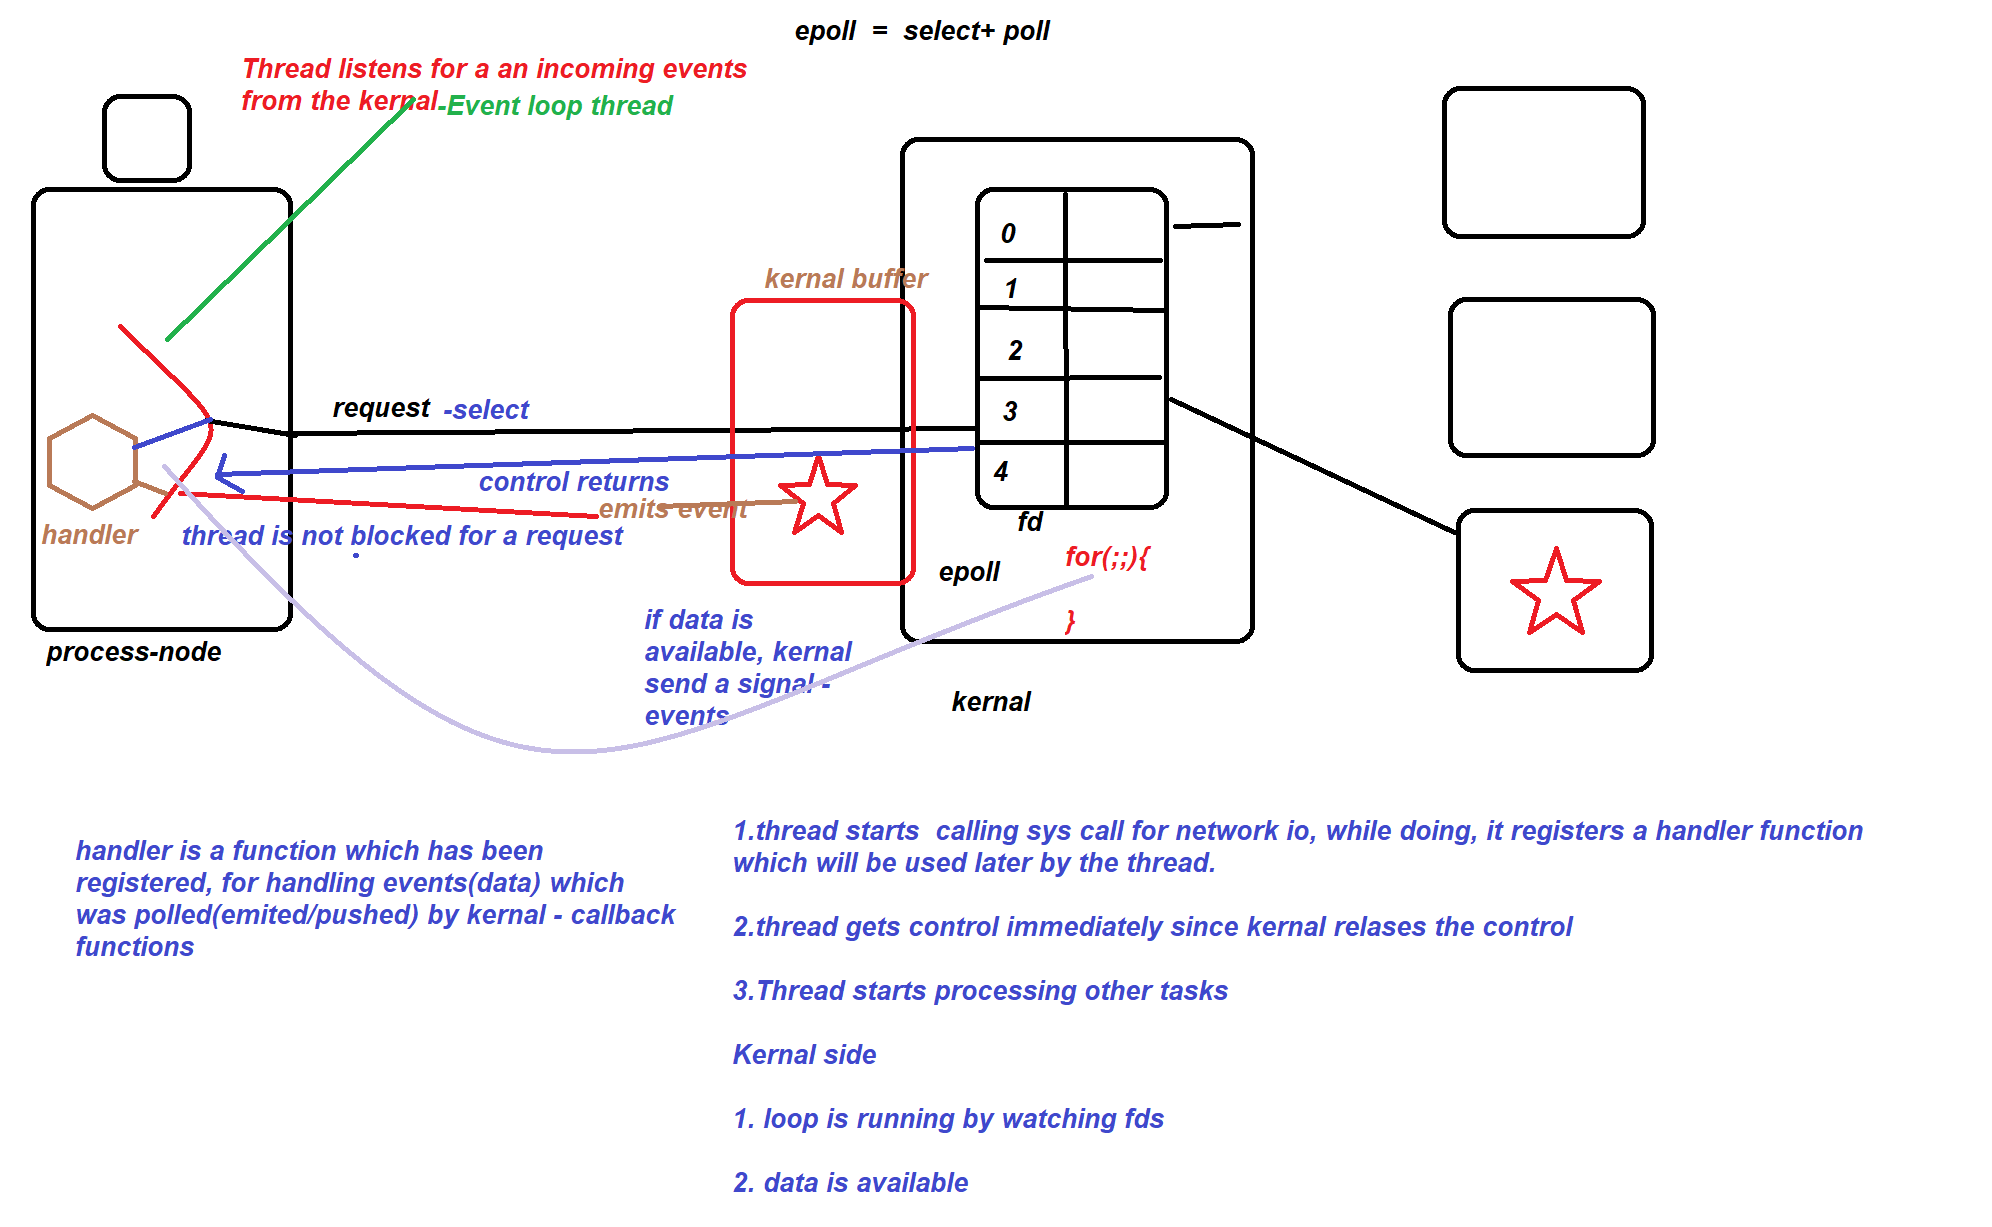 epoll  =  select+ poll
Thread listens for a an incoming events
from the kernal
-Event loop thread
0
1
2
3
4
kernal buffer
request
-select
control returns
emits event
handler
thread is not blocked for a request
fd
for(;;){
epoll
}
if data is
available, kernal
send a signal -
events
process-node
kernal
handler is a function which has been
registered, for handling events(data) which
was polled(emited/pushed) by kernal - callback
functions
1.thread starts  calling sys call for network io, while doing, it registers a handler function
which will be used later by the thread.
2.thread gets control immediately since kernal relases the control
3.Thread starts processing other tasks
Kernal side
1. loop is running by watching fds
2. data is available